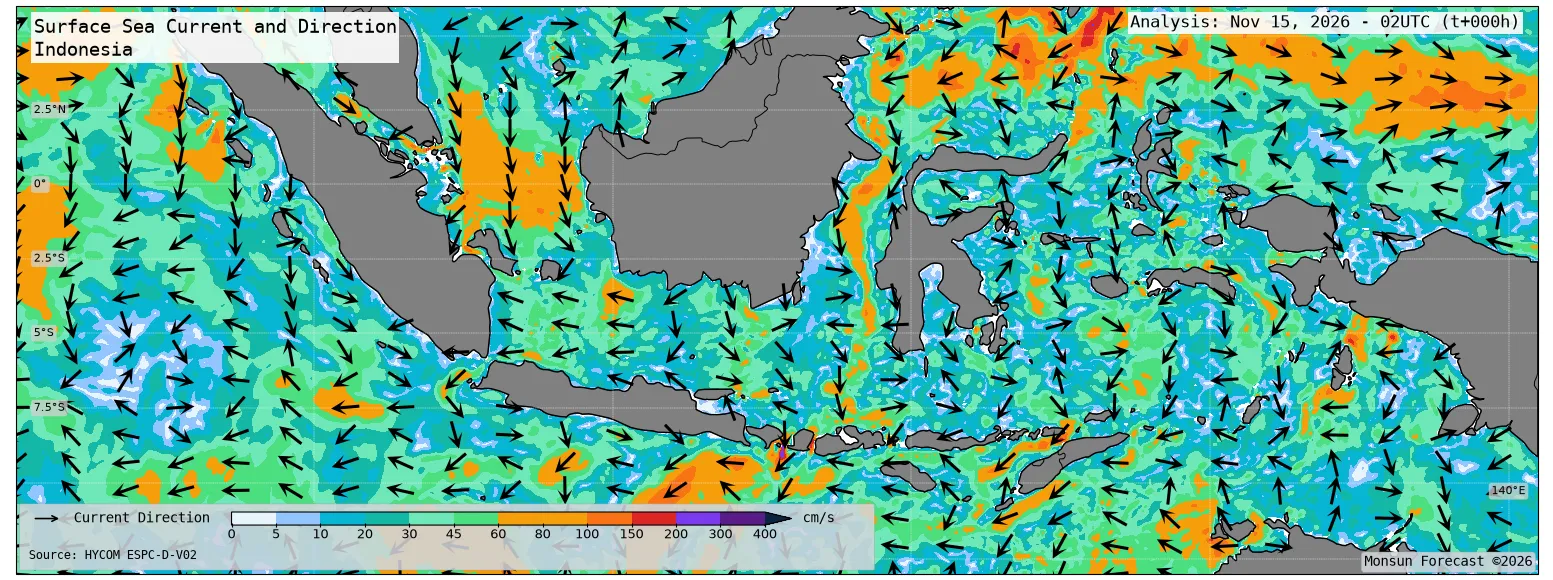 Surface Sea Current and Direction
Indonesia
Analysis: Nov 15, 2026 - 02UTC (t+000h)
2.5°N
0°
2.5°S
5°S
7.5°S
140°E
Current Direction
0 5 10 20 30 45 60 80 100 150 200 300 400 cm/s
Source: HYCOM ESPC-D-V02
Monsun Forecast ©2026